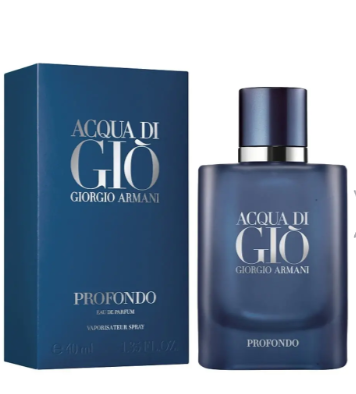 ACQUA DI
GIÒ
GIORGIO ARMANI
PROFONDO
EAU DE PARFUM
VAPORISATEUR SPRAY
ACQUA DI
GIÒ
GIORGIO ARMANI
PROFONDO